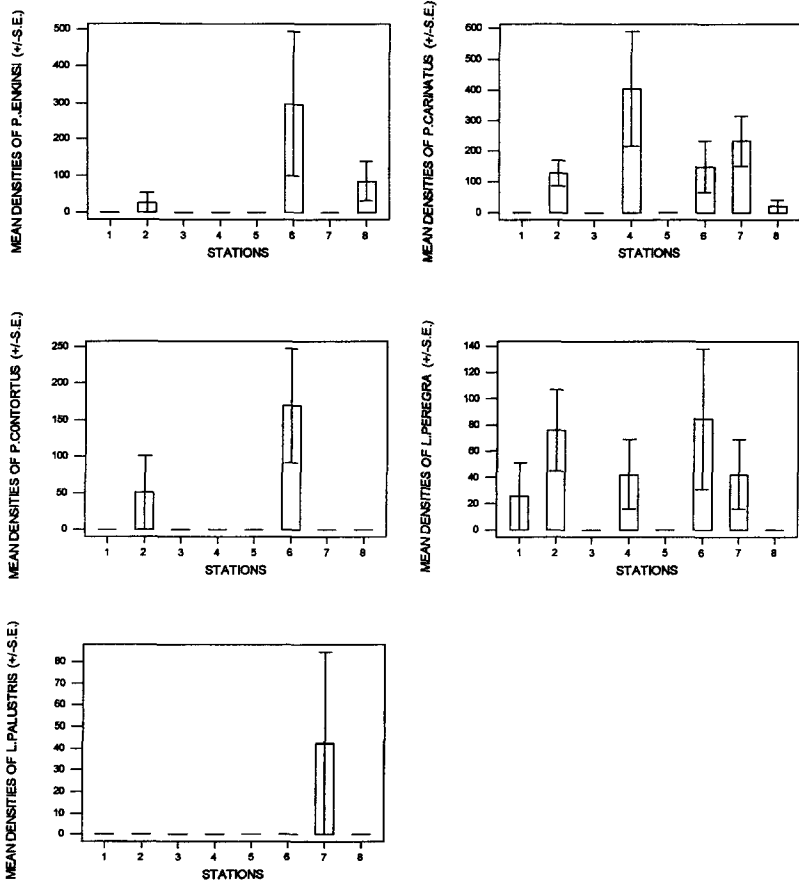 MEAN DENSITIES OF P.JENKINSI (+/-S.E.)
500
400
300
200
100
0
1 2 3 4 5 6 7 8
STATIONS
MEAN DENSITIES OF P.CARINATUS (+/-S.E.)
600
500
400
300
200
100
0
1 2 3 4 5 6 7 8
STATIONS
MEAN DENSITIES OF P.CONTORTUS (+/-S.E.)
250
200
150
100
50
0
1 2 3 4 5 6 7 8
STATIONS
MEAN DENSITIES OF L.PEREGRA (+/-S.E.)
140
120
100
80
60
40
20
0
1 2 3 4 5 6 7 8
STATIONS
MEAN DENSITIES OF L.PALUSTRIS (+/-S.E.)
80
70
60
50
40
30
20
10
0
1 2 3 4 5 6 7 8
STATIONS